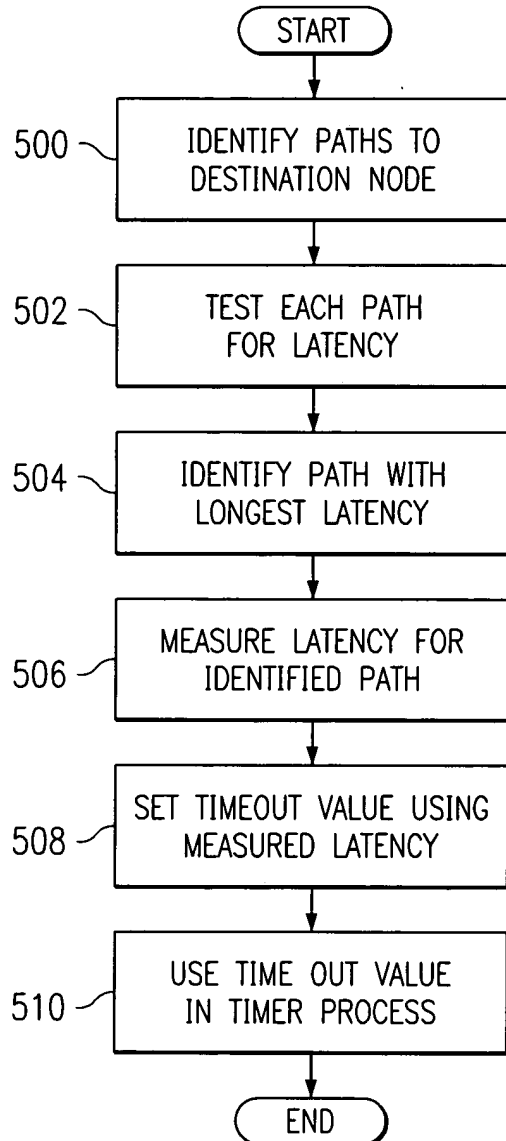 START
500
IDENTIFY PATHS TO
DESTINATION NODE
502
TEST EACH PATH
FOR LATENCY
504
IDENTIFY PATH WITH
LONGEST LATENCY
506
MEASURE LATENCY FOR
IDENTIFIED PATH
508
SET TIMEOUT VALUE USING
MEASURED LATENCY
510
USE TIME OUT VALUE
IN TIMER PROCESS
END